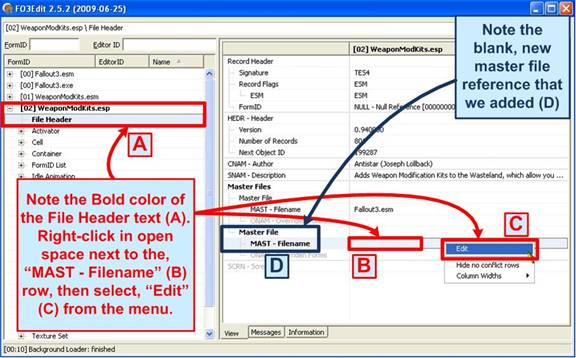 FO3Edit 2.5.2 (2009-06-25)
[02] WeaponModKits.esp \ File Header
FormID
Editor ID
FormID EditorID Name
[00] Fallout3.esm
[00] Fallout3.exe
[01] WeaponModKits.esm
[02] WeaponModKits.esp
File Header
Activator
Cell
Container
FormID List
Idle Animation
A
Note the Bold color of
the File Header text (A).
Right-click in open
space next to the,
“MAST - Filename” (B)
row, then select, “Edit”
(C) from the menu.
Texture Set
[00:10] Background Loader: finished
Note the
blank, new
master file
reference that
we added (D)
[02] WeaponModKits.esp
Record Header
Signature TES4
Record Flags ESM
ESM ESM
FormID NULL - Null Reference [00000000
HEDR - Header
Version 0.940000
Number of Records 80
Next Object ID 199287
CNAM - Author Antistar (Joseph Lollback)
SNAM - Description Adds Weapon Modification Kits to the Wasteland, which allow you ...
Master Files
Master File
MAST - Filename Fallout3.esm
Master File
MAST - Filename
D
B
C
Edit
Hide no conflict rows
Column Widths
View Messages Information